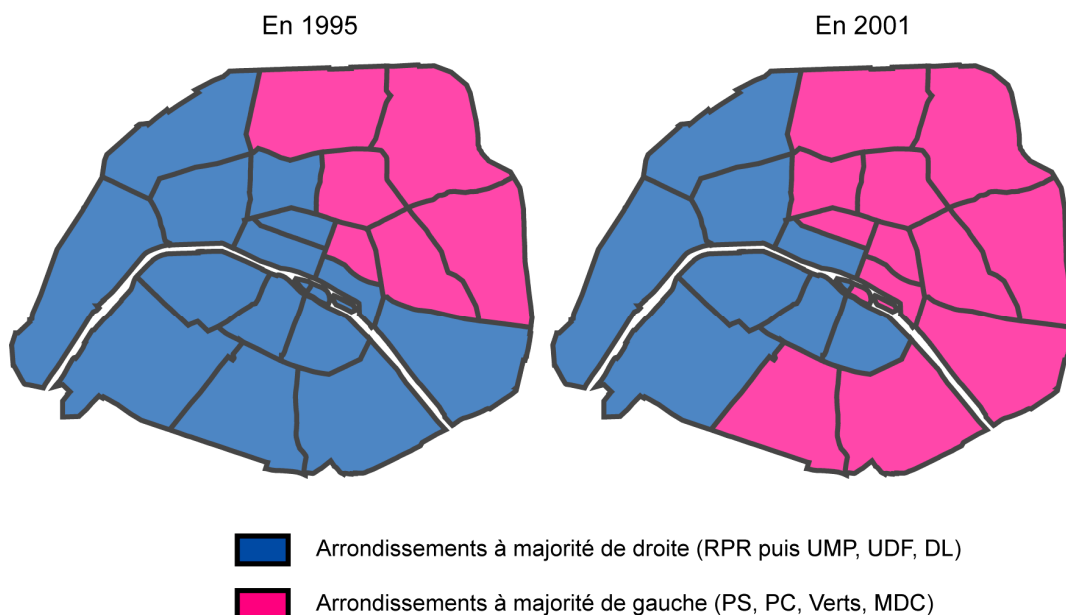 En 1995
En 2001
Arrondissements à majorité de droite (RPR puis UMP, UDF, DL)
Arrondissements à majorité de gauche (PS, PC, Verts, MDC)